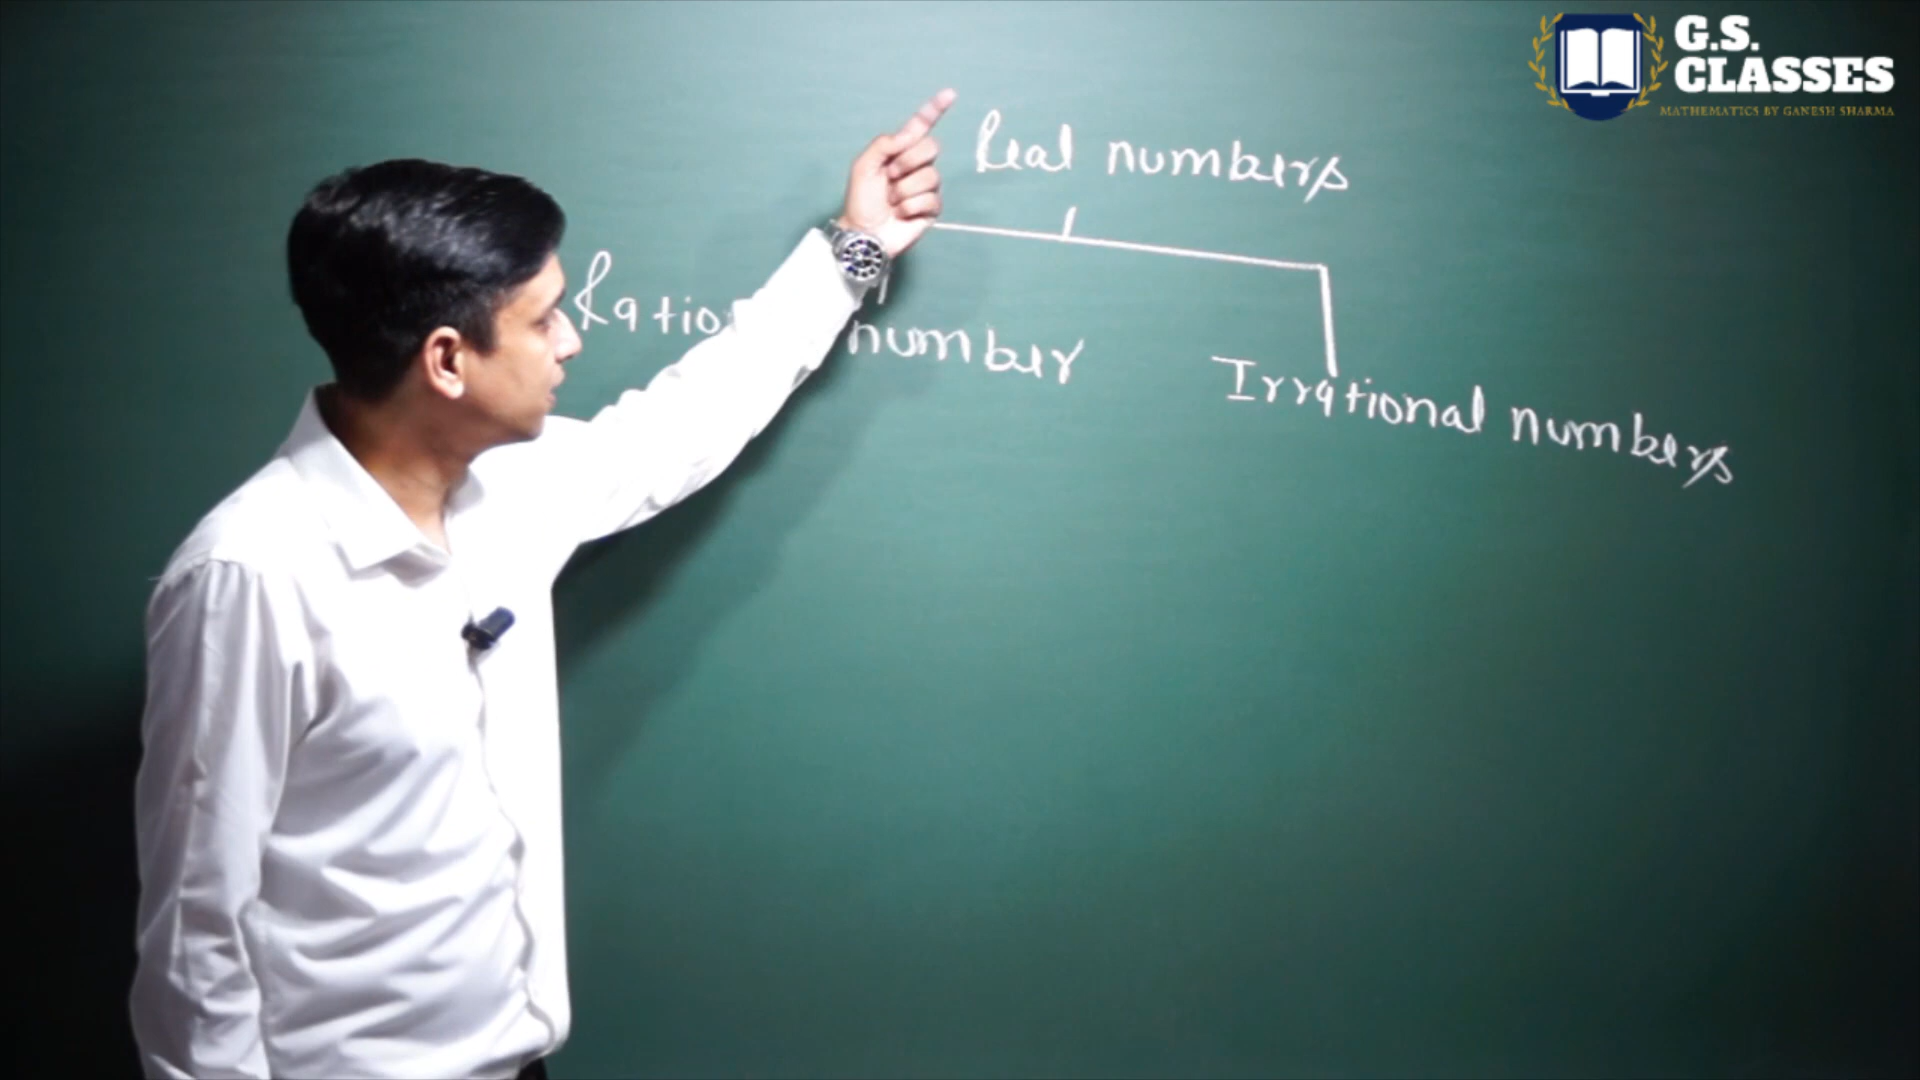 G.S.
CLASSES
MATHEMATICS BY GANESH SHARMA
Real numbers
number
Irrational numbers